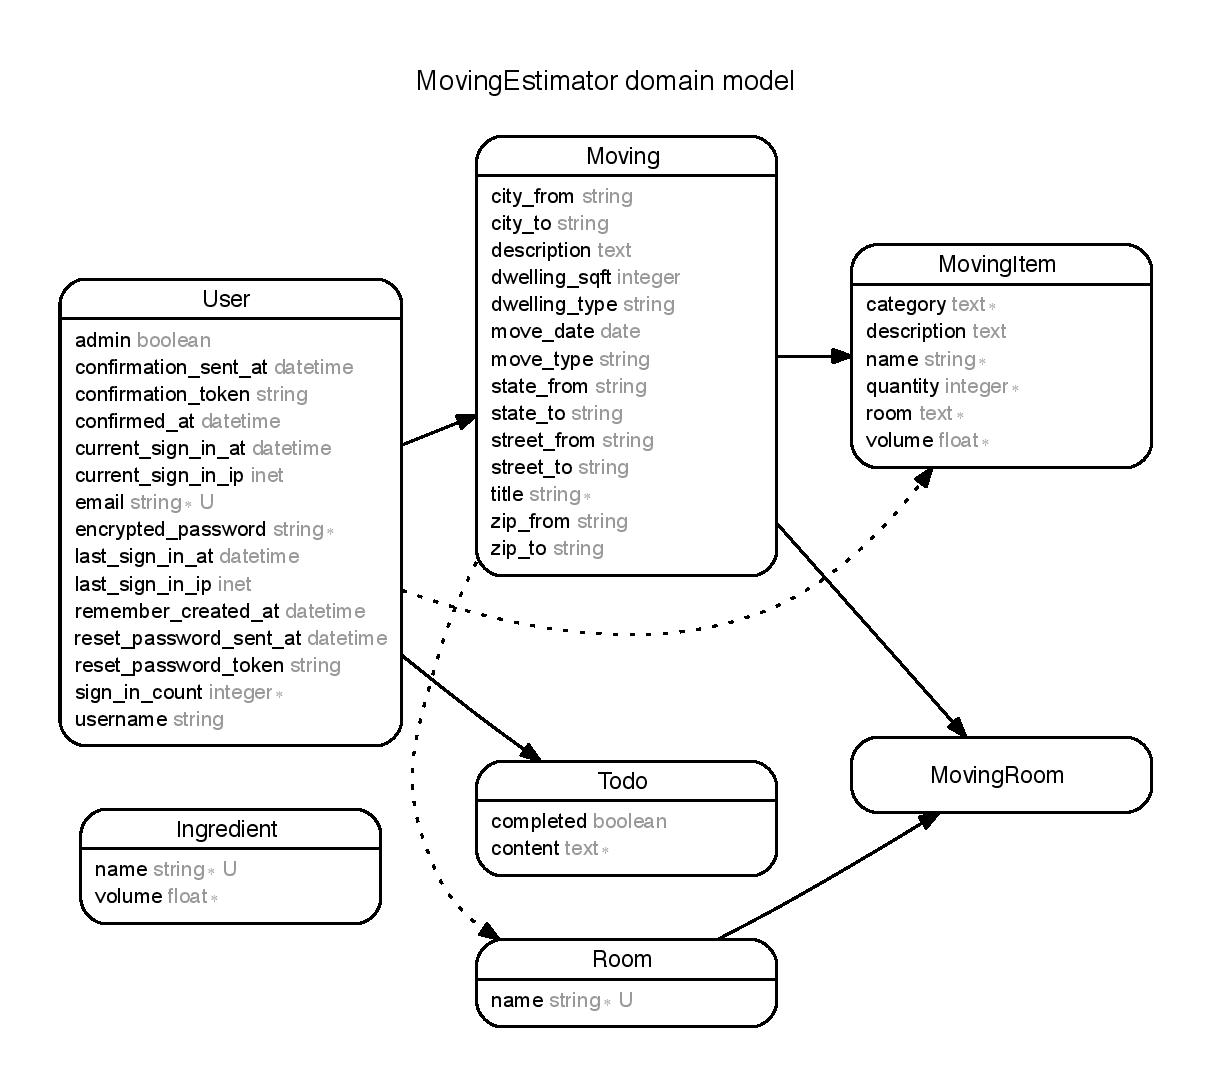 MovingEstimator domain model
Moving
city_from string
city_to string
description text
dwelling_sqft integer
dwelling_type string
move_date date
move_type string
state_from string
state_to string
street_from string
street_to string
title string*
zip_from string
zip_to string
MovingItem
category text*
description text
name string*
quantity integer*
room text*
volume float*
User
admin boolean
confirmation_sent_at datetime
confirmation_token string
confirmed_at datetime
current_sign_in_at datetime
current_sign_in_ip inet
email string* U
encrypted_password string*
last_sign_in_at datetime
last_sign_in_ip inet
remember_created_at datetime
reset_password_sent_at datetime
reset_password_token string
sign_in_count integer*
username string
MovingRoom
Todo
completed boolean
content text*
Ingredient
name string* U
volume float*
Room
name string* U